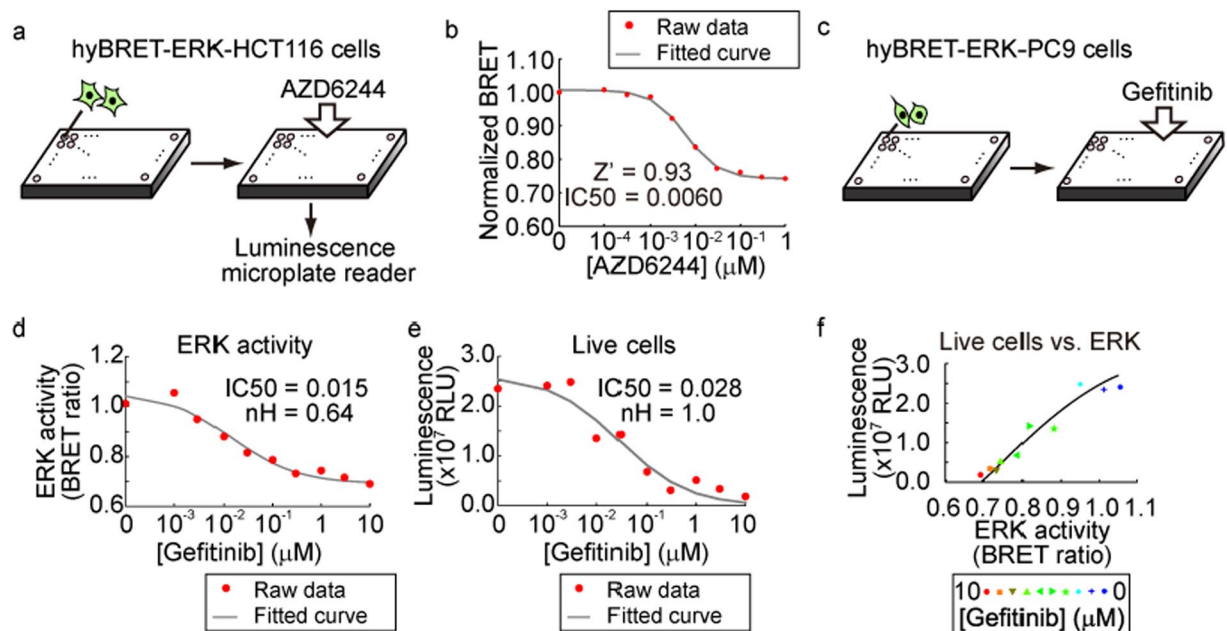 a
hyBRET-ERK-HCT116 cells
AZD6244
Luminescence
microplate reader
b
Raw data
Fitted curve
Normalized BRET
1.10
1.00
0.90
0.80
0.70
0.60
Z' = 0.93
IC50 = 0.0060
0 10⁻⁴ 10⁻³ 10⁻² 10⁻¹ 1
[AZD6244] (μM)
c
hyBRET-ERK-PC9 cells
Gefitinib
d
ERK activity
ERK activity
(BRET ratio)
1.2
1.0
0.8
0.6
IC50 = 0.015
nH = 0.64
0 10⁻³ 10⁻² 10⁻¹ 1 10
[Gefitinib] (μM)
Raw data
Fitted curve
e
Live cells
Luminescence
(x10⁷ RLU)
3.0
2.0
1.0
0.0
IC50 = 0.028
nH = 1.0
0 10⁻³ 10⁻² 10⁻¹ 1 10
[Gefitinib] (μM)
Raw data
Fitted curve
f
Live cells vs. ERK
Luminescence
(x10⁷ RLU)
3.0
2.0
1.0
0.0
0.6 0.7 0.8 0.9 1.0 1.1
ERK activity
(BRET ratio)
10 0
[Gefitinib] (μM)